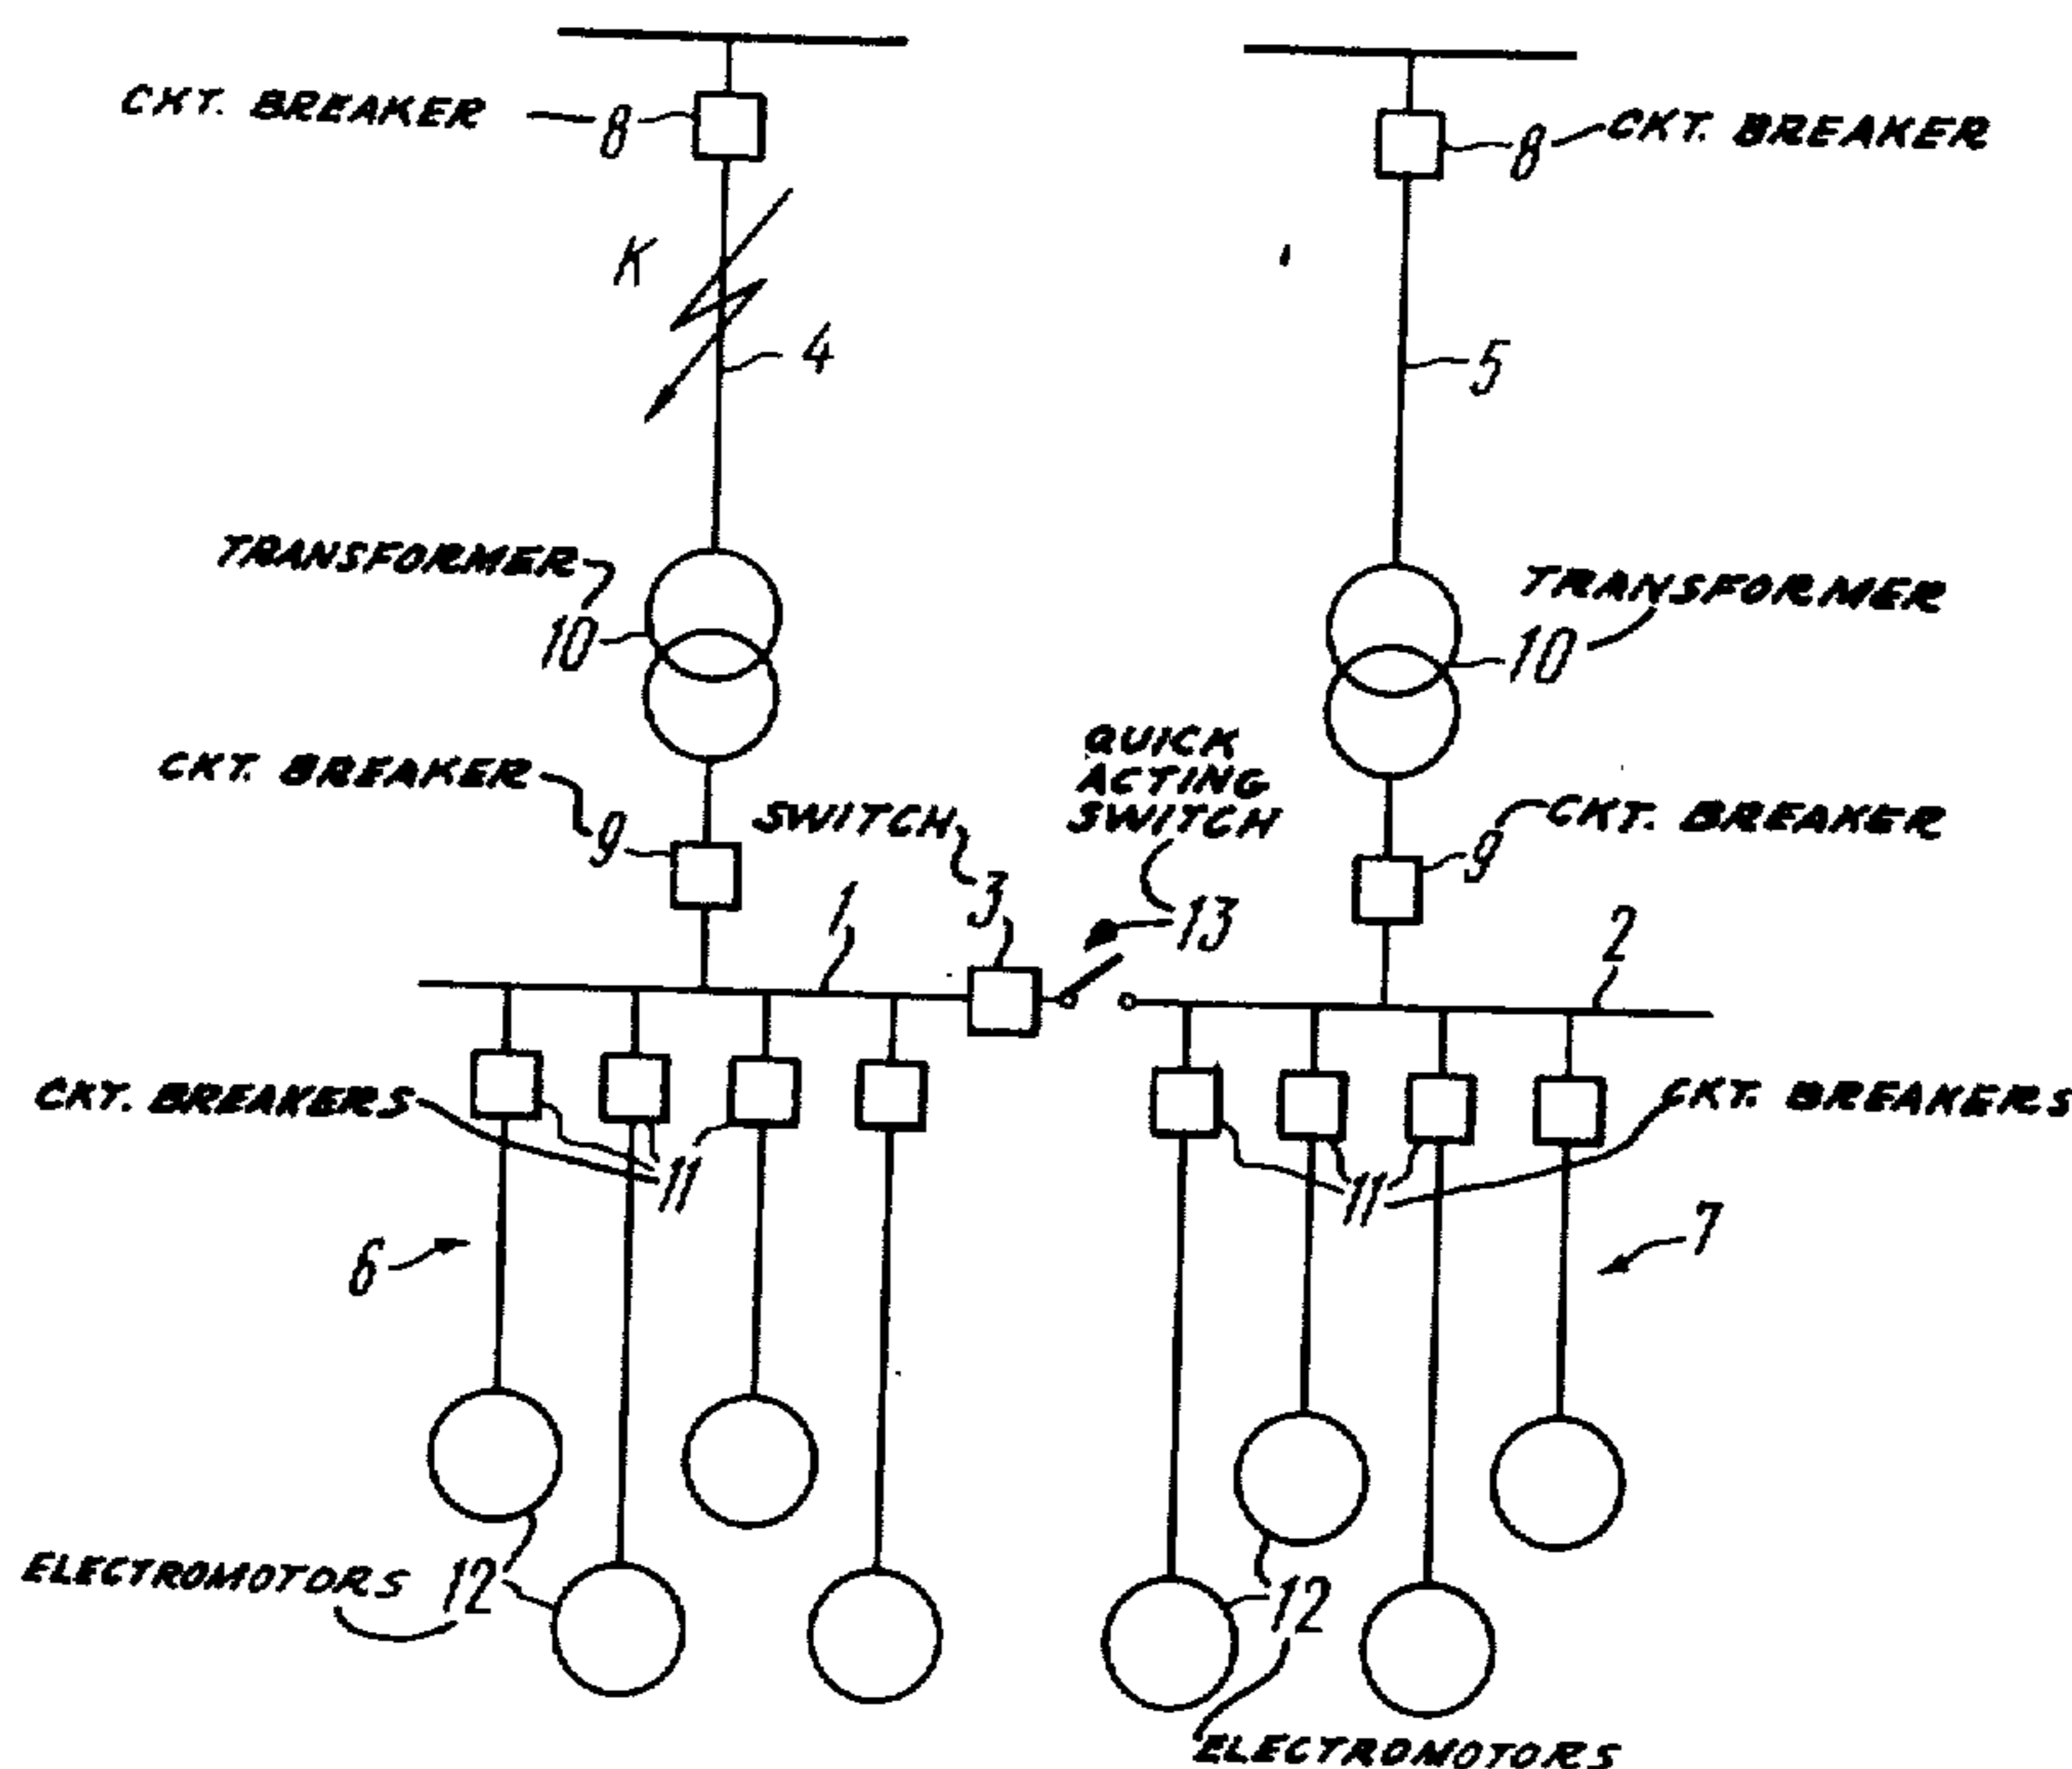 CKT. BREAKER 8
8 CKT. BREAKER
K
4
5
TRANSFORMER
10
TRANSFORMER
10
CKT. BREAKER
9
SWITCH
3
QUICK
ACTING
SWITCH
13
CKT. BREAKER
9
1
2
CKT. BREAKERS
11
CKT. BREAKERS
11
6
7
ELECTROMOTORS 12
12
ELECTROMOTORS